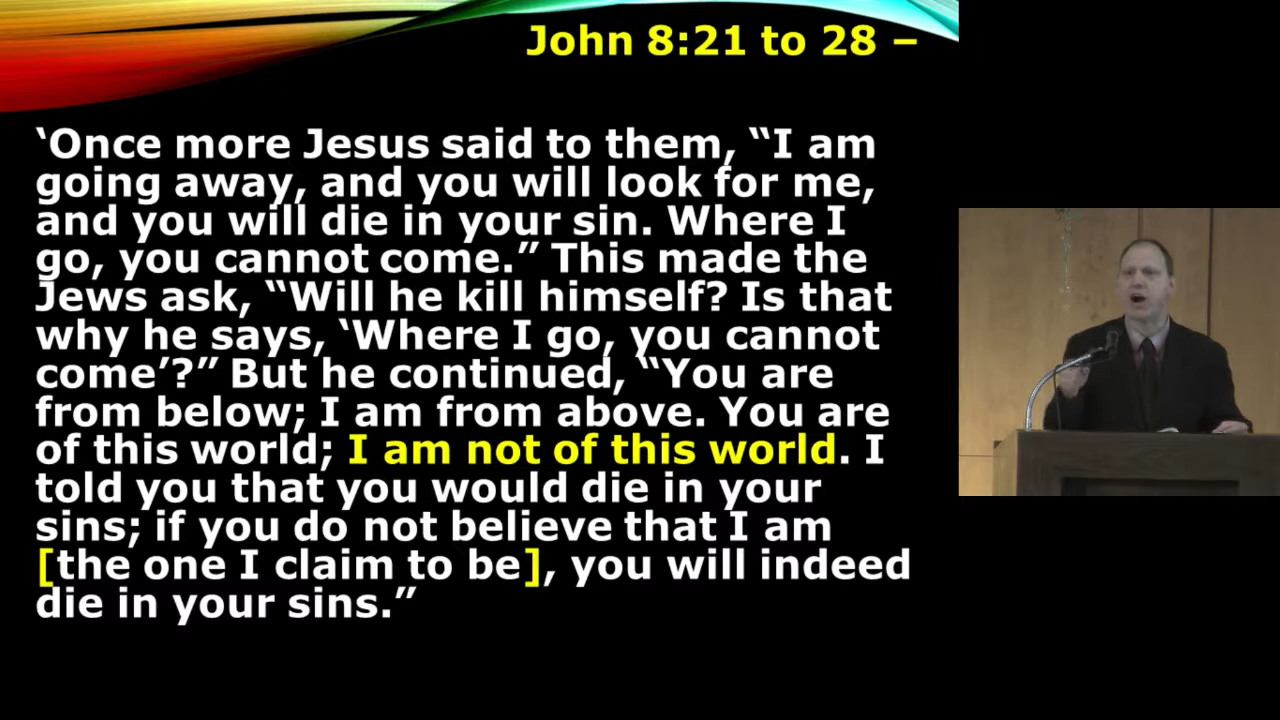 John 8:21 to 28 –
‘Once more Jesus said to them, “I am
going away, and you will look for me,
and you will die in your sin. Where I
go, you cannot come.” This made the
Jews ask, “Will he kill himself? Is that
why he says, ‘Where I go, you cannot
come’?” But he continued, “You are
from below; I am from above. You are
of this world; I am not of this world. I
told you that you would die in your
sins; if you do not believe that I am
[the one I claim to be], you will indeed
die in your sins.”